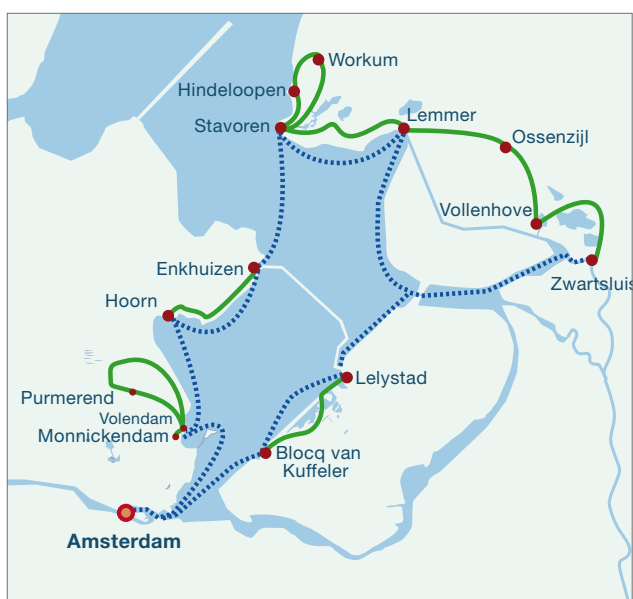 Workum
Hindeloopen
Stavoren
Lemmer
Ossenzijl
Vollenhove
Enkhuizen
Zwartsluis
Hoorn
Lelystad
Purmerend
Volendam
Monnickendam
Blocq van
Kuffeler
Amsterdam